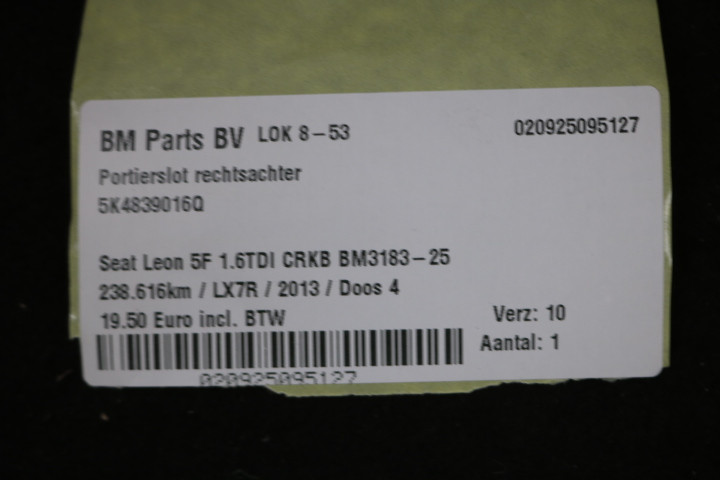 BM Parts BV LOK 8-53 020925095127
Portierslot rechtsachter
5K4839016Q
Seat Leon 5F 1.6TDI CRKB BM3183-25
238.616km / LX7R / 2013 / Doos 4
19.50 Euro incl. BTW Verz: 10
Aantal: 1
020925095127